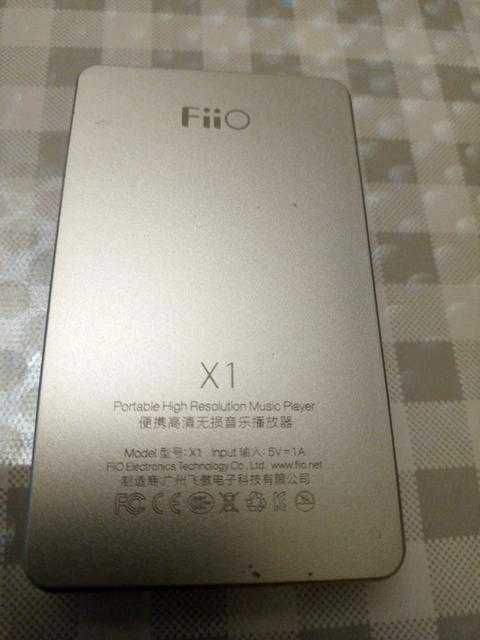 FiiO
X1
Portable High Resolution Music Player
便携高清无损音乐播放器
Model 型号: X1 Input 输入: 5V=1A
FiiO Electronics Technology Co., Ltd. www.fiio.net
制造商:广州飞傲电子科技有限公司
FC CE